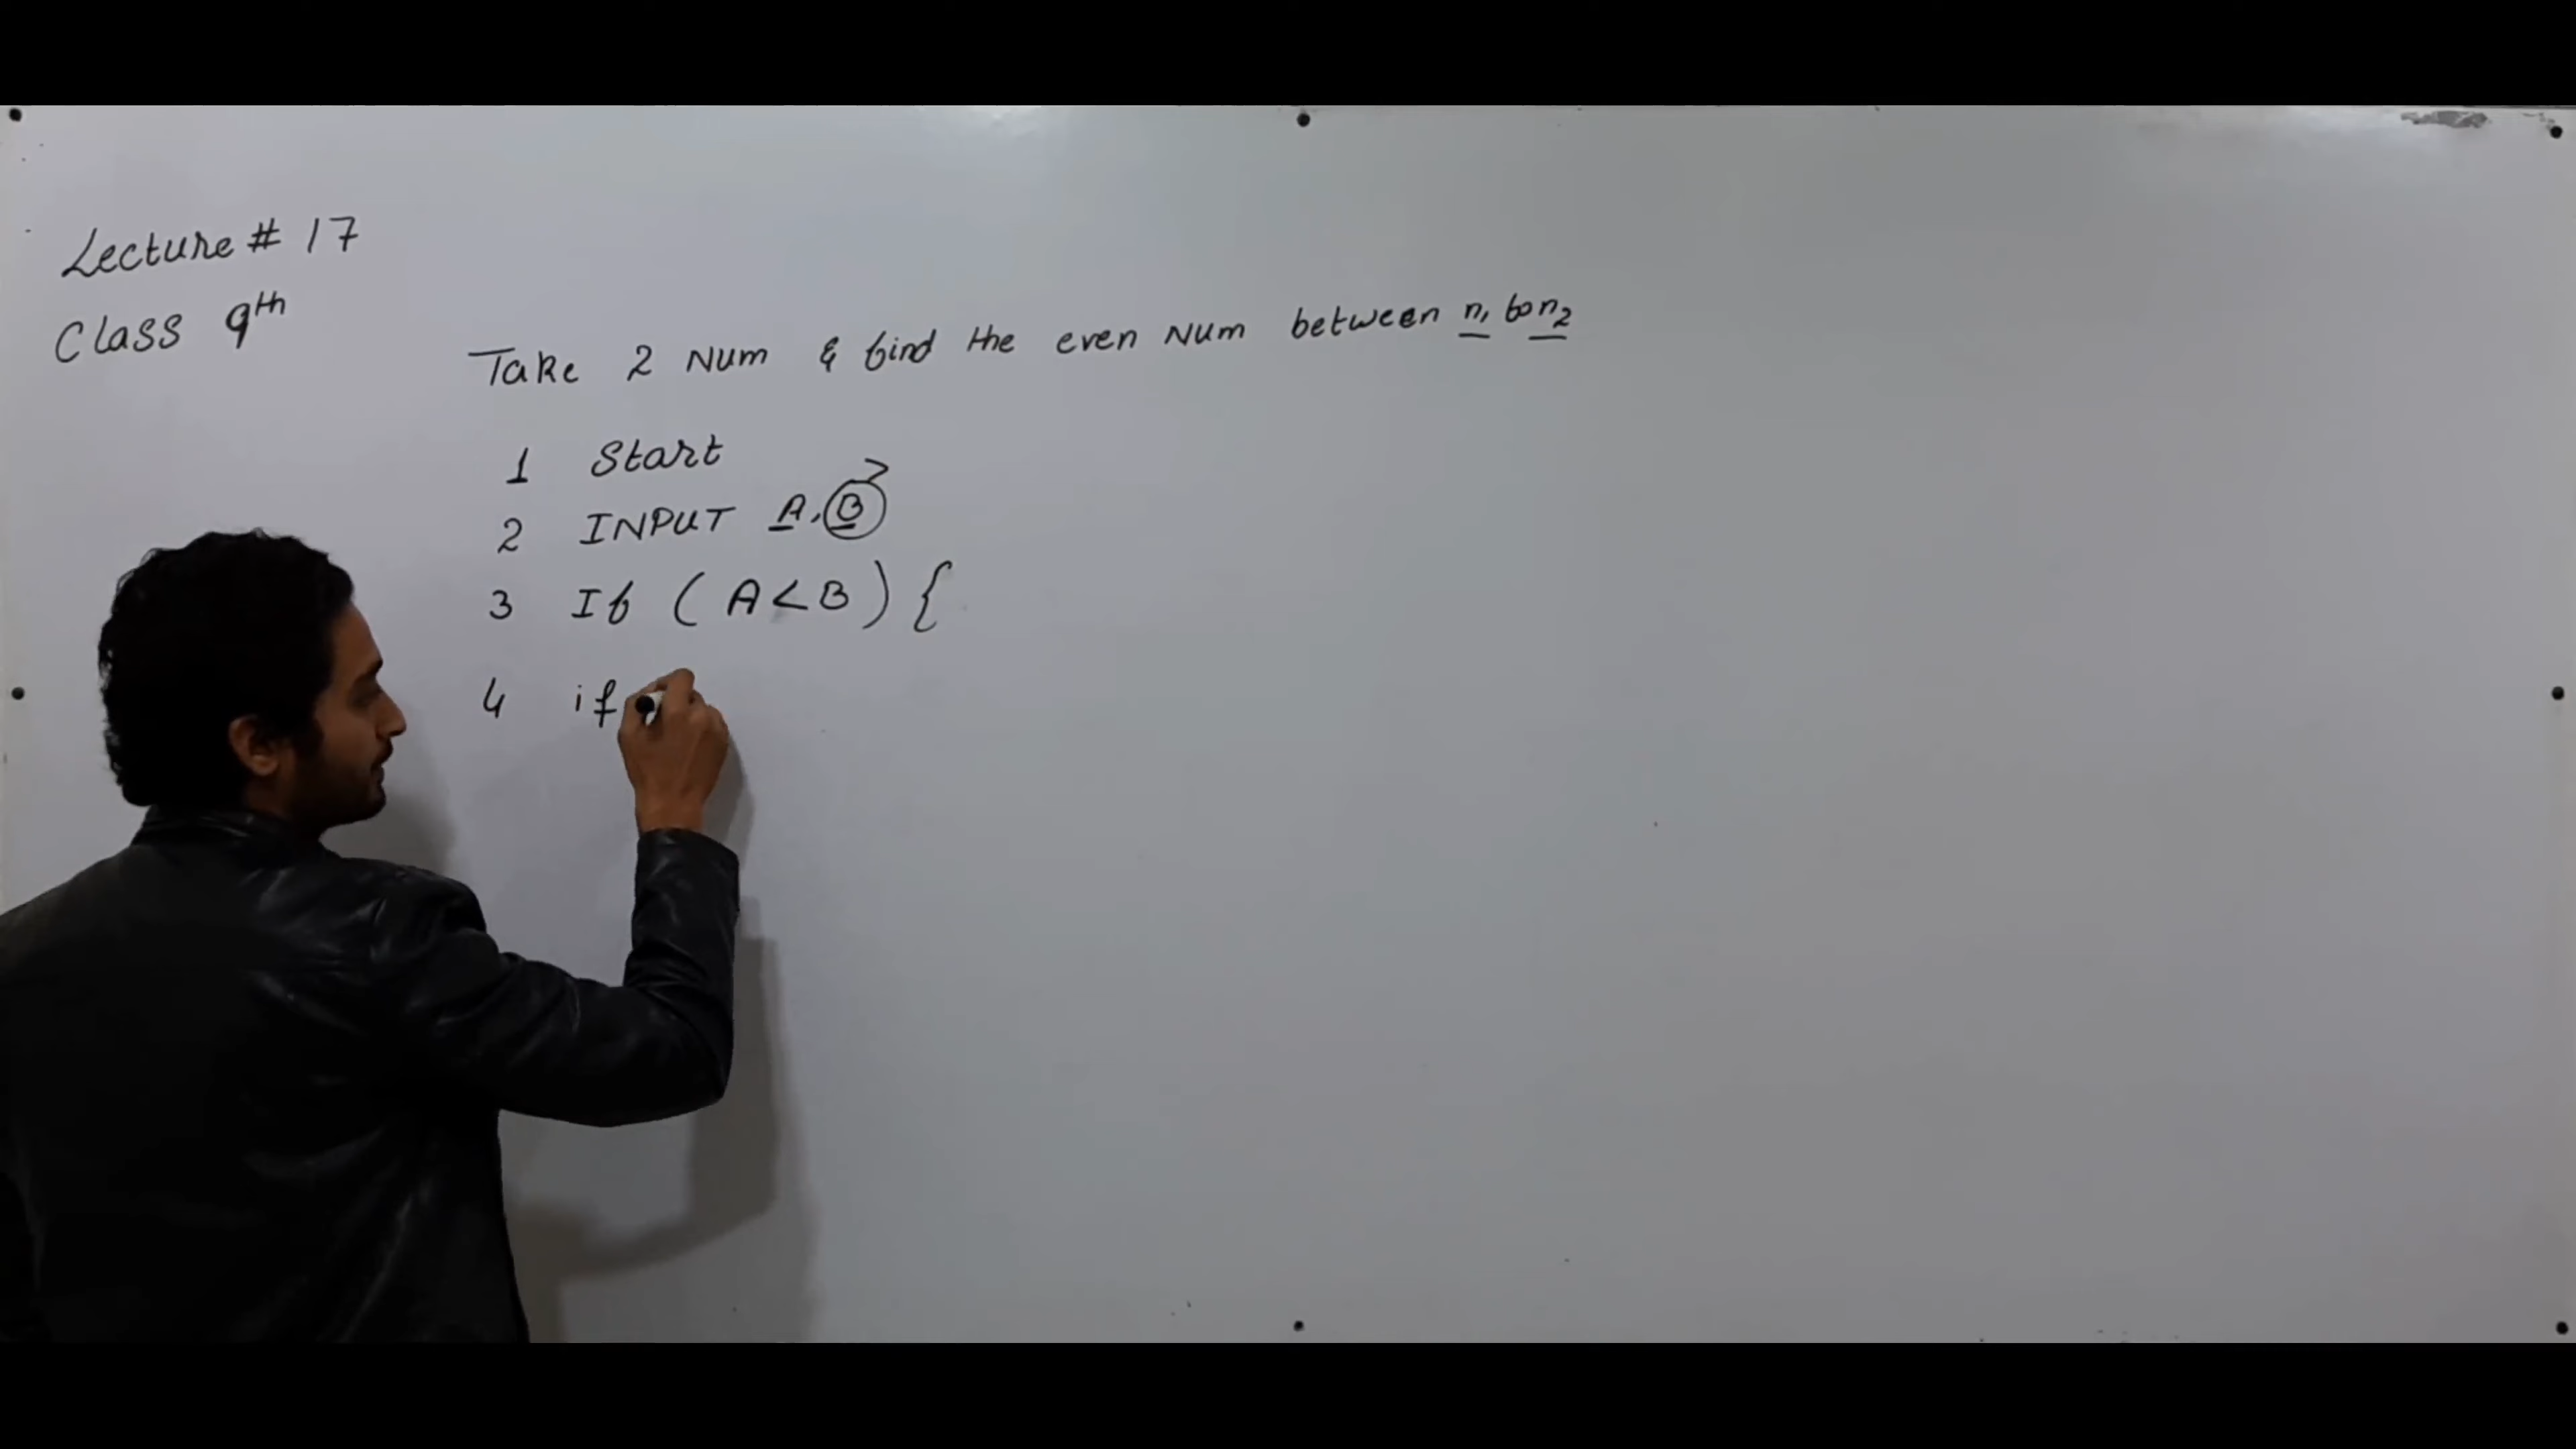 Lecture # 17
Class 9th
Take 2 Num & find the even Num between n1 to n2
1 Start
2 INPUT A, B
3 If ( A < B ) {
4 if